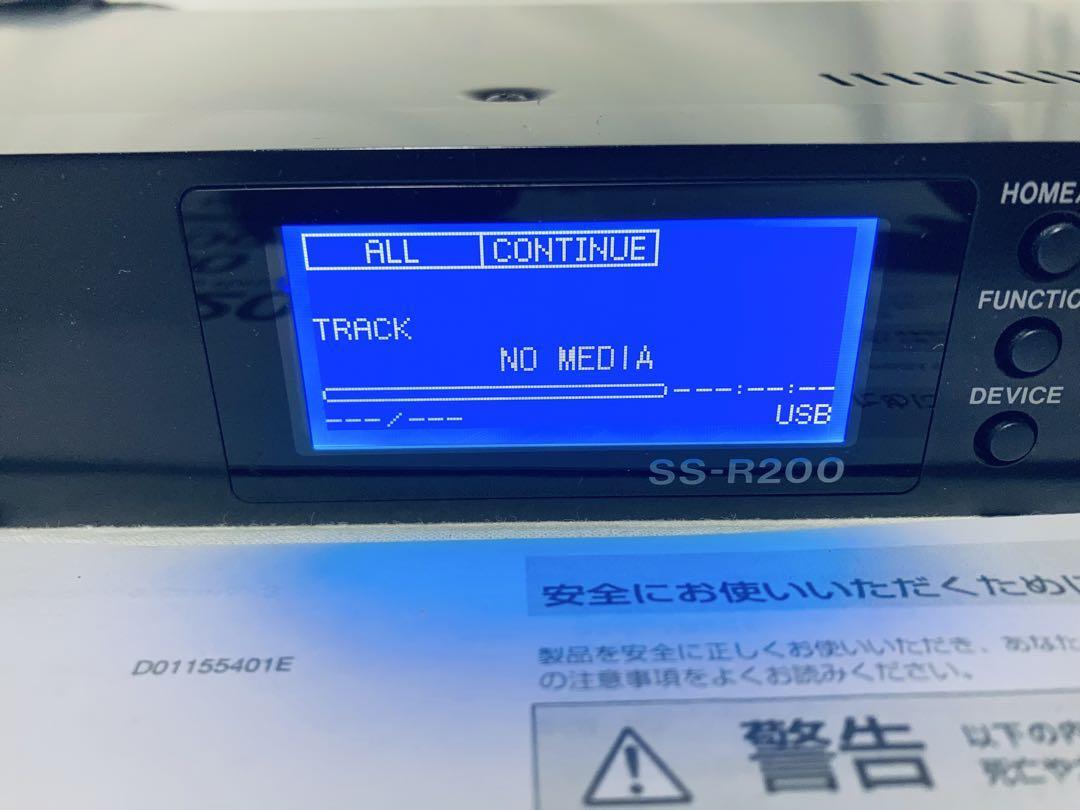 HOME
ALL CONTINUE
FUNCTIO
TRACK
NO MEDIA
---:--:--
---/---
USB
DEVICE
SS-R200
安全にお使いいただくために
D01155401E
製品を安全に正しくお使いいただき、あなた
の注意事項をよくお読みください。
警告
以下の内
死亡や